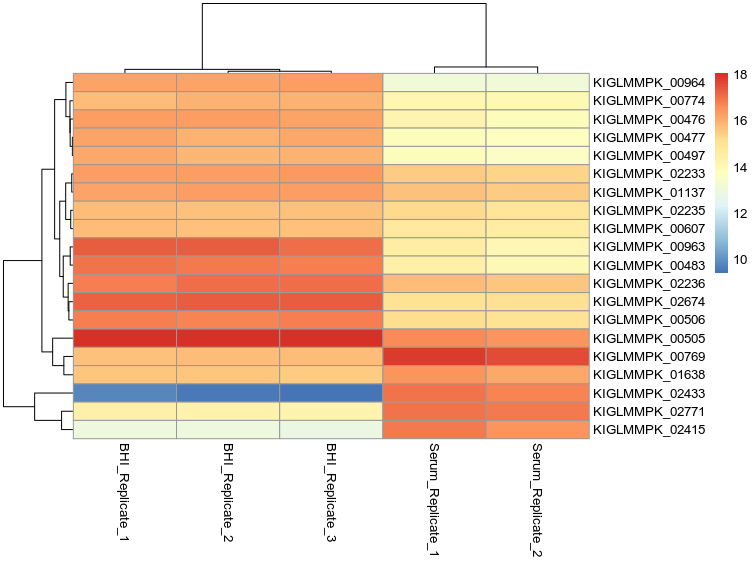 KIGLMMPK_00964
KIGLMMPK_00774
KIGLMMPK_00476
KIGLMMPK_00477
KIGLMMPK_00497
KIGLMMPK_02233
KIGLMMPK_01137
KIGLMMPK_02235
KIGLMMPK_00607
KIGLMMPK_00963
KIGLMMPK_00483
KIGLMMPK_02236
KIGLMMPK_02674
KIGLMMPK_00506
KIGLMMPK_00505
KIGLMMPK_00769
KIGLMMPK_01638
KIGLMMPK_02433
KIGLMMPK_02771
KIGLMMPK_02415
18
16
14
12
10
BHI_Replicate_1
BHI_Replicate_2
BHI_Replicate_3
Serum_Replicate_1
Serum_Replicate_2